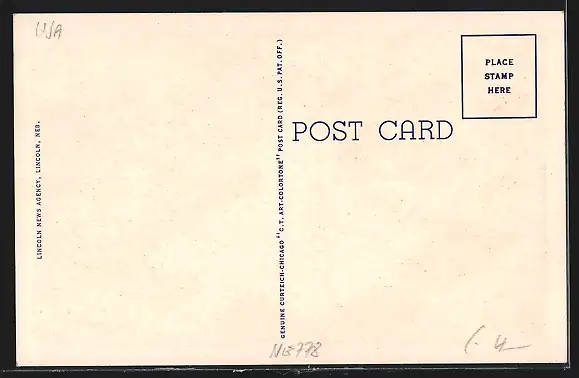 USA
PLACE
STAMP
HERE
POST CARD
LINCOLN NEWS AGENCY, LINCOLN, NEB.
GENUINE CURTEICH-CHICAGO "C.T. ART-COLORTONE" POST CARD (REG. U.S. PAT. OFF.)